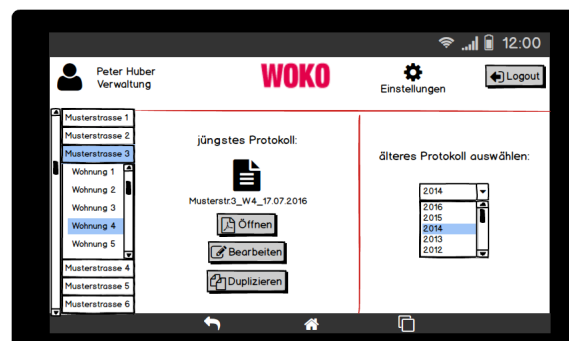 12:00
Peter Huber
Verwaltung
WOKO
Einstellungen
Logout
Musterstrasse 1
Musterstrasse 2
Musterstrasse 3
Wohnung 1
Wohnung 2
Wohnung 3
Wohnung 4
Wohnung 5
Musterstrasse 4
Musterstrasse 5
Musterstrasse 6
jüngstes Protokoll:
Musterstr.3_W4_17.07.2016
Öffnen
Bearbeiten
Duplizieren
älteres Protokoll auswählen:
2014
2016
2015
2014
2013
2012